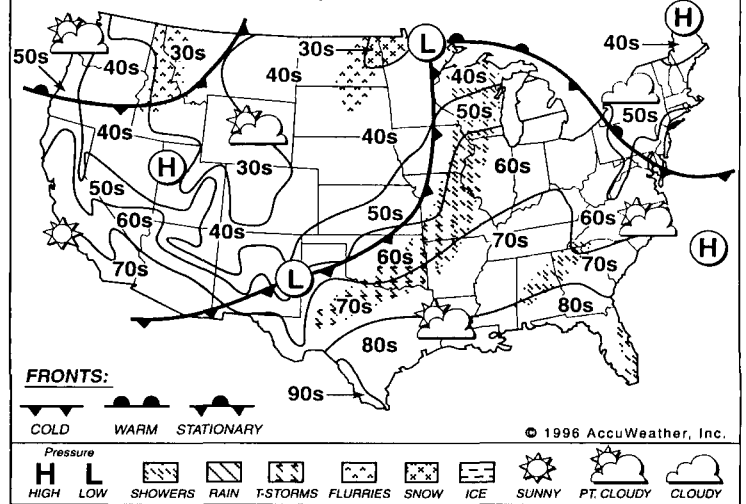 H
50s
40s
30s
30s
40s
L
40s
40s
50s
40s
50s
40s
H
30s
40s
60s
50s
60s
40s
50s
60s
H
70s
60s
70s
70s
L
70s
80s
80s
90s
FRONTS:
COLD WARM STATIONARY
© 1996 AccuWeather, Inc.
Pressure
H L
HIGH LOW SHOWERS RAIN T-STORMS FLURRIES SNOW ICE SUNNY PT. CLOUDY CLOUDY